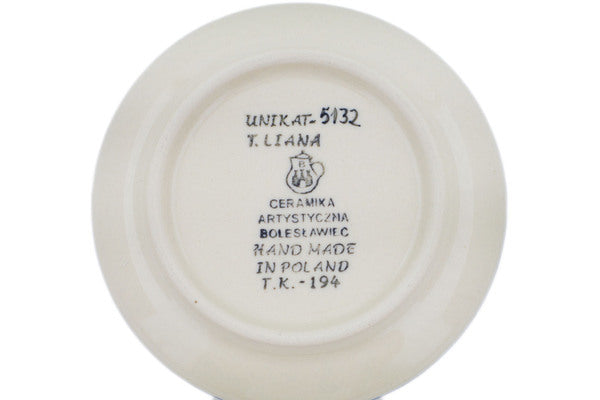 UNIKAT-5132
T. LIANA
B
CERAMIKA
ARTYSTYCZNA
BOLESŁAWIEC
HAND MADE
IN POLAND
T.K.-194